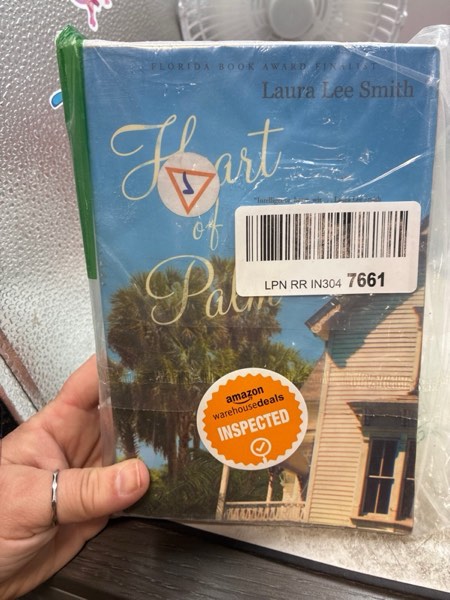 FLORIDA BOOK AWARD FINALIST
Laura Lee Smith
Heart
of
Palm
LPN RR IN304 7661
amazon
warehousedeals
INSPECTED